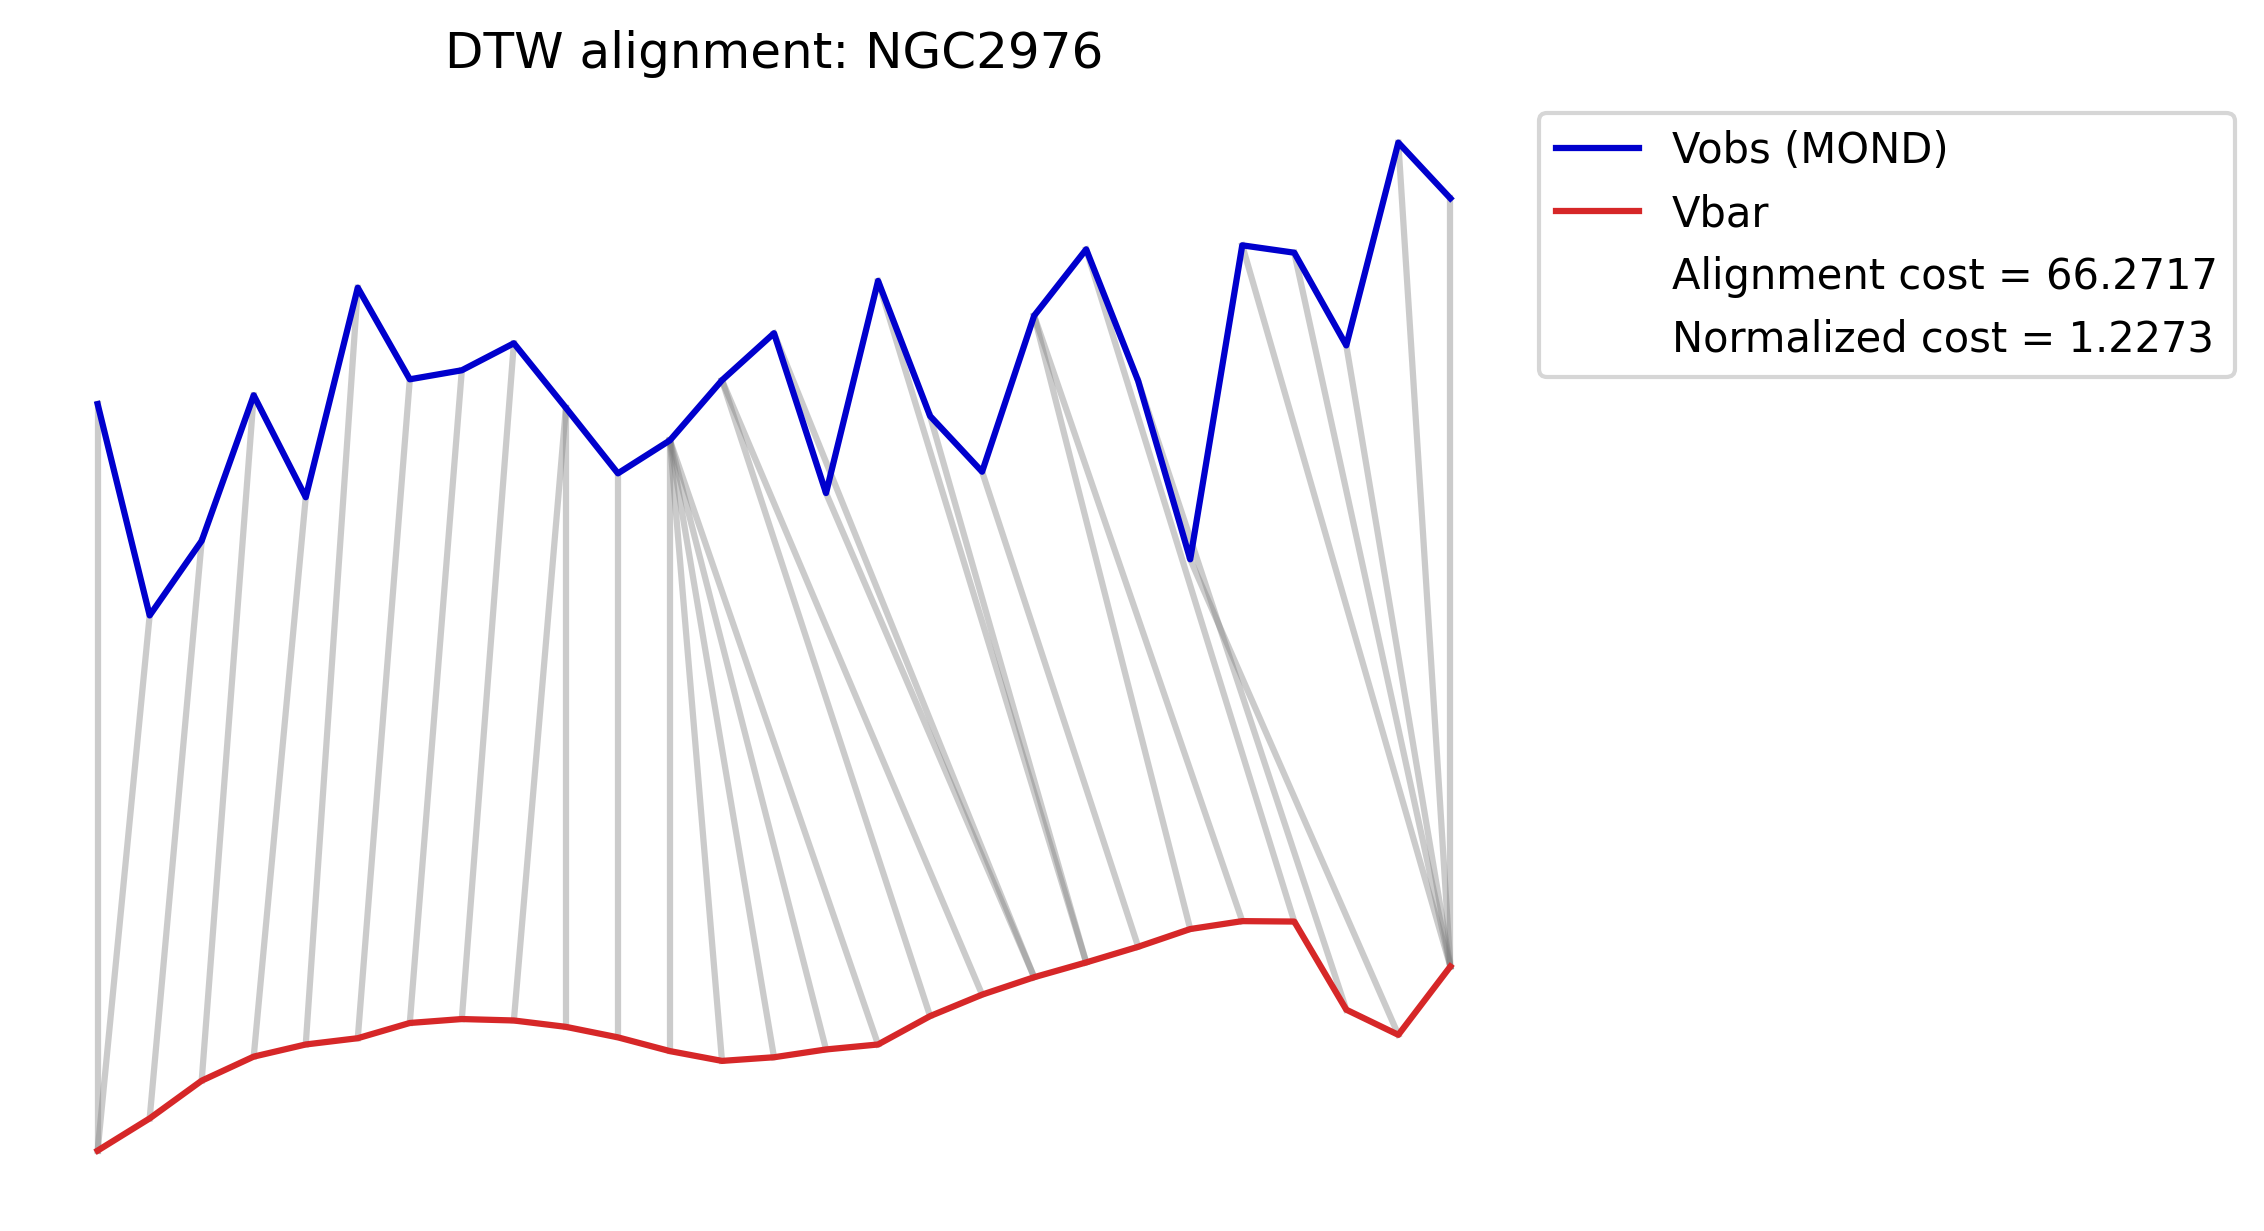 DTW alignment: NGC2976
Vobs (MOND)
Vbar
Alignment cost = 66.2717
Normalized cost = 1.2273